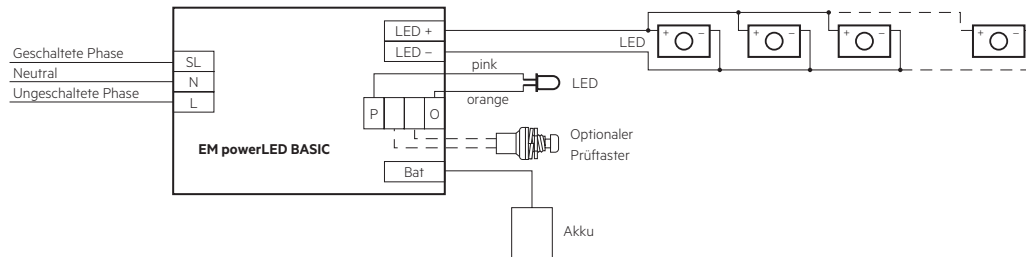 LED +
LED –
Geschaltete Phase
SL
Neutral
N
Ungeschaltete Phase
L
LED
+ –
+ –
+ –
+ –
pink
LED
orange
P
O
EM powerLED BASIC
Optionaler
Prüftaster
Bat
Akku